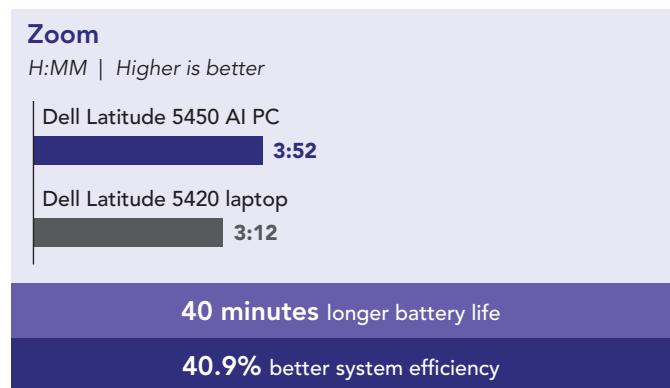 Zoom
H:MM | Higher is better
Dell Latitude 5450 AI PC
3:52
Dell Latitude 5420 laptop
3:12
40 minutes longer battery life
40.9% better system efficiency